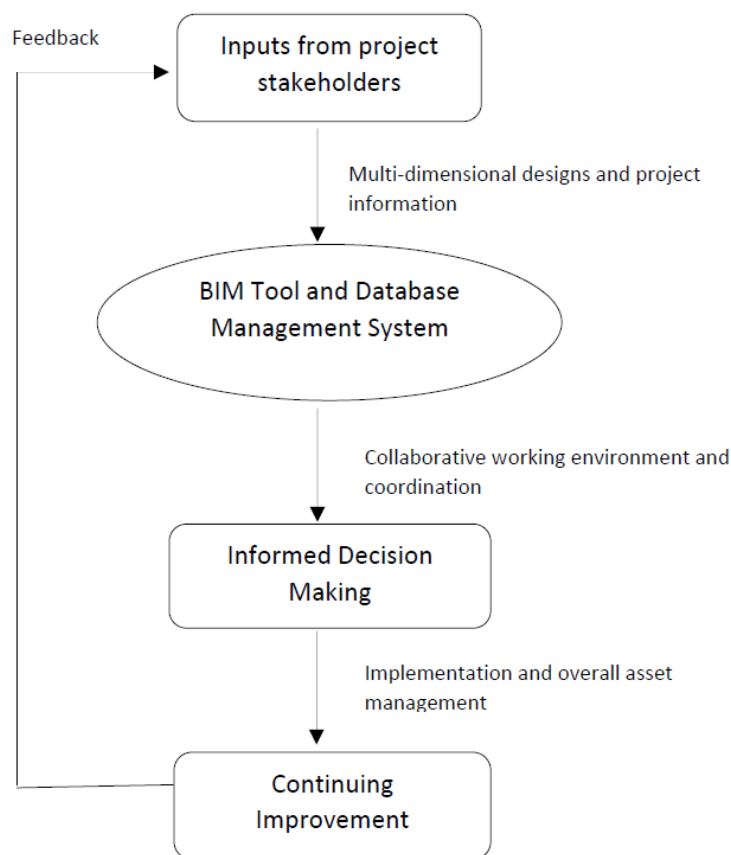 Feedback
Inputs from project
stakeholders
Multi-dimensional designs and project
information
BIM Tool and Database
Management System
Collaborative working environment and
coordination
Informed Decision
Making
Implementation and overall asset
management
Continuing
Improvement